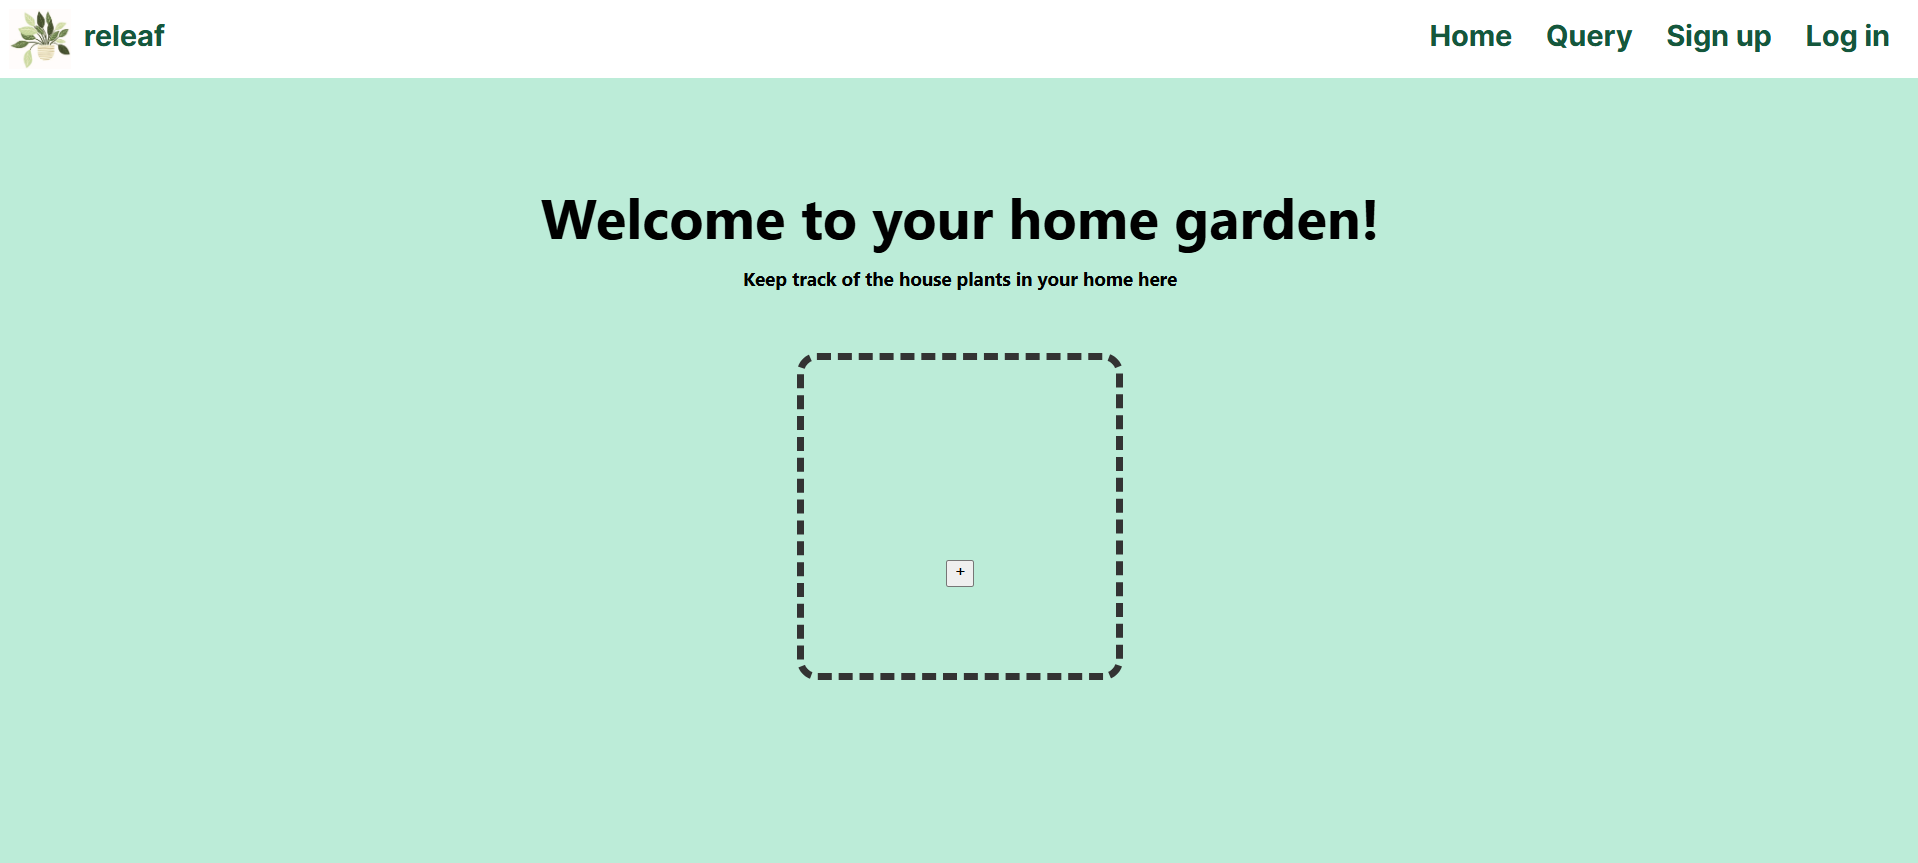 releaf
Home Query Sign up Log in
Welcome to your home garden!
Keep track of the house plants in your home here
+